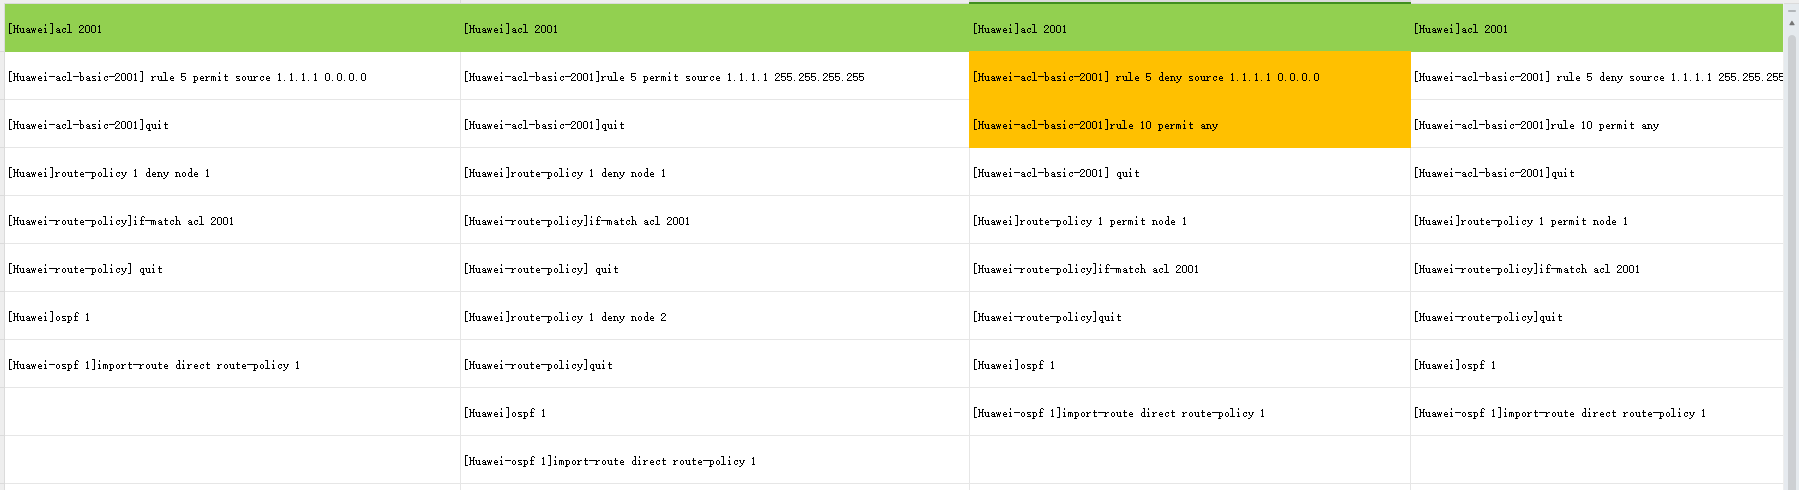 [Huawei]acl 2001
[Huawei]acl 2001
[Huawei]acl 2001
[Huawei]acl 2001
[Huawei-acl-basic-2001] rule 5 permit source 1.1.1.1 0.0.0.0
[Huawei-acl-basic-2001]rule 5 permit source 1.1.1.1 255.255.255.255
[Huawei-acl-basic-2001] rule 5 deny source 1.1.1.1 0.0.0.0
[Huawei-acl-basic-2001] rule 5 deny source 1.1.1.1 255.255.255
[Huawei-acl-basic-2001]quit
[Huawei-acl-basic-2001]quit
[Huawei-acl-basic-2001]rule 10 permit any
[Huawei-acl-basic-2001]rule 10 permit any
[Huawei]route-policy 1 deny node 1
[Huawei]route-policy 1 deny node 1
[Huawei-acl-basic-2001] quit
[Huawei-acl-basic-2001]quit
[Huawei-route-policy]if-match acl 2001
[Huawei-route-policy]if-match acl 2001
[Huawei]route-policy 1 permit node 1
[Huawei]route-policy 1 permit node 1
[Huawei-route-policy] quit
[Huawei-route-policy] quit
[Huawei-route-policy]if-match acl 2001
[Huawei-route-policy]if-match acl 2001
[Huawei]ospf 1
[Huawei]route-policy 1 deny node 2
[Huawei-route-policy]quit
[Huawei-route-policy]quit
[Huawei-ospf 1]import-route direct route-policy 1
[Huawei-route-policy]quit
[Huawei]ospf 1
[Huawei]ospf 1
[Huawei]ospf 1
[Huawei-ospf 1]import-route direct route-policy 1
[Huawei-ospf 1]import-route direct route-policy 1
[Huawei-ospf 1]import-route direct route-policy 1